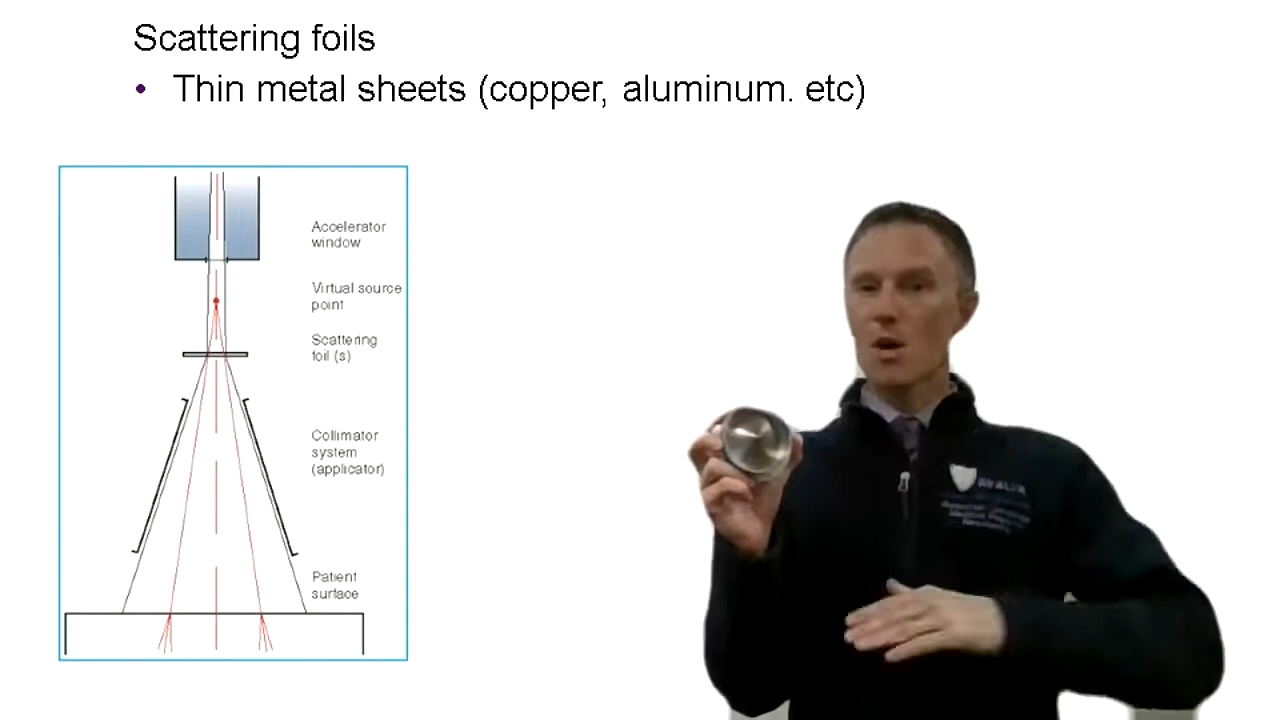 Scattering foils
• Thin metal sheets (copper, aluminum. etc)
Accelerator
window
Virtual source
point
Scattering
foil (s)
Collimator
system
(applicator)
Patient
surface